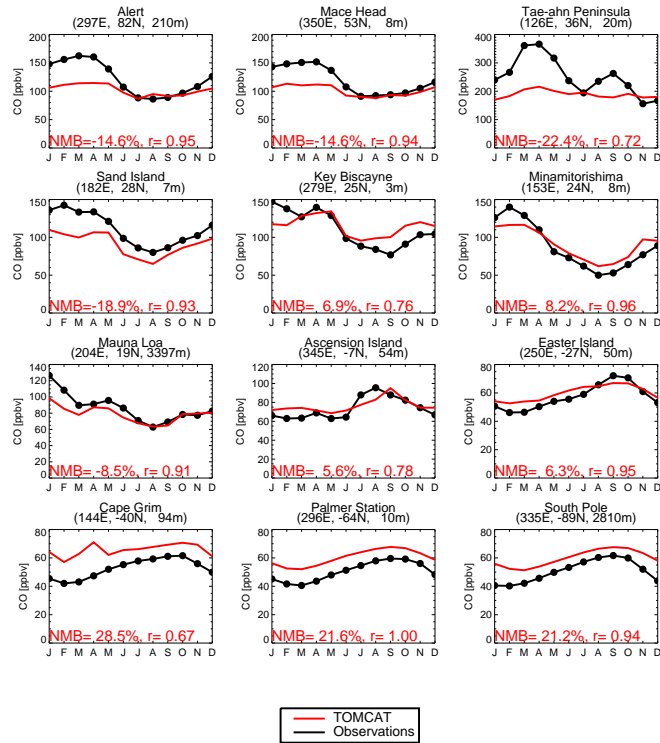 Alert
(297E, 82N, 210m)
CO [ppbv]
200
150
100
50
0
NMB=-14.6%, r= 0.95
J F M A M J J A S O N D
Mace Head
(350E, 53N, 8m)
CO [ppbv]
200
150
100
50
0
NMB=-14.6%, r= 0.94
J F M A M J J A S O N D
Tae-ahn Peninsula
(126E, 36N, 20m)
CO [ppbv]
400
300
200
100
0
NMB=-22.4%, r= 0.72
J F M A M J J A S O N D
Sand Island
(182E, 28N, 7m)
CO [ppbv]
150
100
50
0
NMB=-18.9%, r= 0.93
J F M A M J J A S O N D
Key Biscayne
(279E, 25N, 3m)
CO [ppbv]
150
100
50
0
NMB= 6.9%, r= 0.76
J F M A M J J A S O N D
Minamitorishima
(153E, 24N, 8m)
CO [ppbv]
150
100
50
0
NMB= 8.2%, r= 0.96
J F M A M J J A S O N D
Mauna Loa
(204E, 19N, 3397m)
CO [ppbv]
140
120
100
80
60
40
20
0
NMB= -8.5%, r= 0.91
J F M A M J J A S O N D
Ascension Island
(345E, -7N, 54m)
CO [ppbv]
120
100
80
60
40
20
0
NMB= 5.6%, r= 0.78
J F M A M J J A S O N D
Easter Island
(250E, -27N, 50m)
CO [ppbv]
80
60
40
20
0
NMB= 6.3%, r= 0.95
J F M A M J J A S O N D
Cape Grim
(144E, -40N, 94m)
CO [ppbv]
80
60
40
20
0
NMB= 28.5%, r= 0.67
J F M A M J J A S O N D
Palmer Station
(296E, -64N, 10m)
CO [ppbv]
80
60
40
20
0
NMB= 21.6%, r= 1.00
J F M A M J J A S O N D
South Pole
(335E, -89N, 2810m)
CO [ppbv]
80
60
40
20
0
NMB= 21.2%, r= 0.94
J F M A M J J A S O N D
TOMCAT
Observations